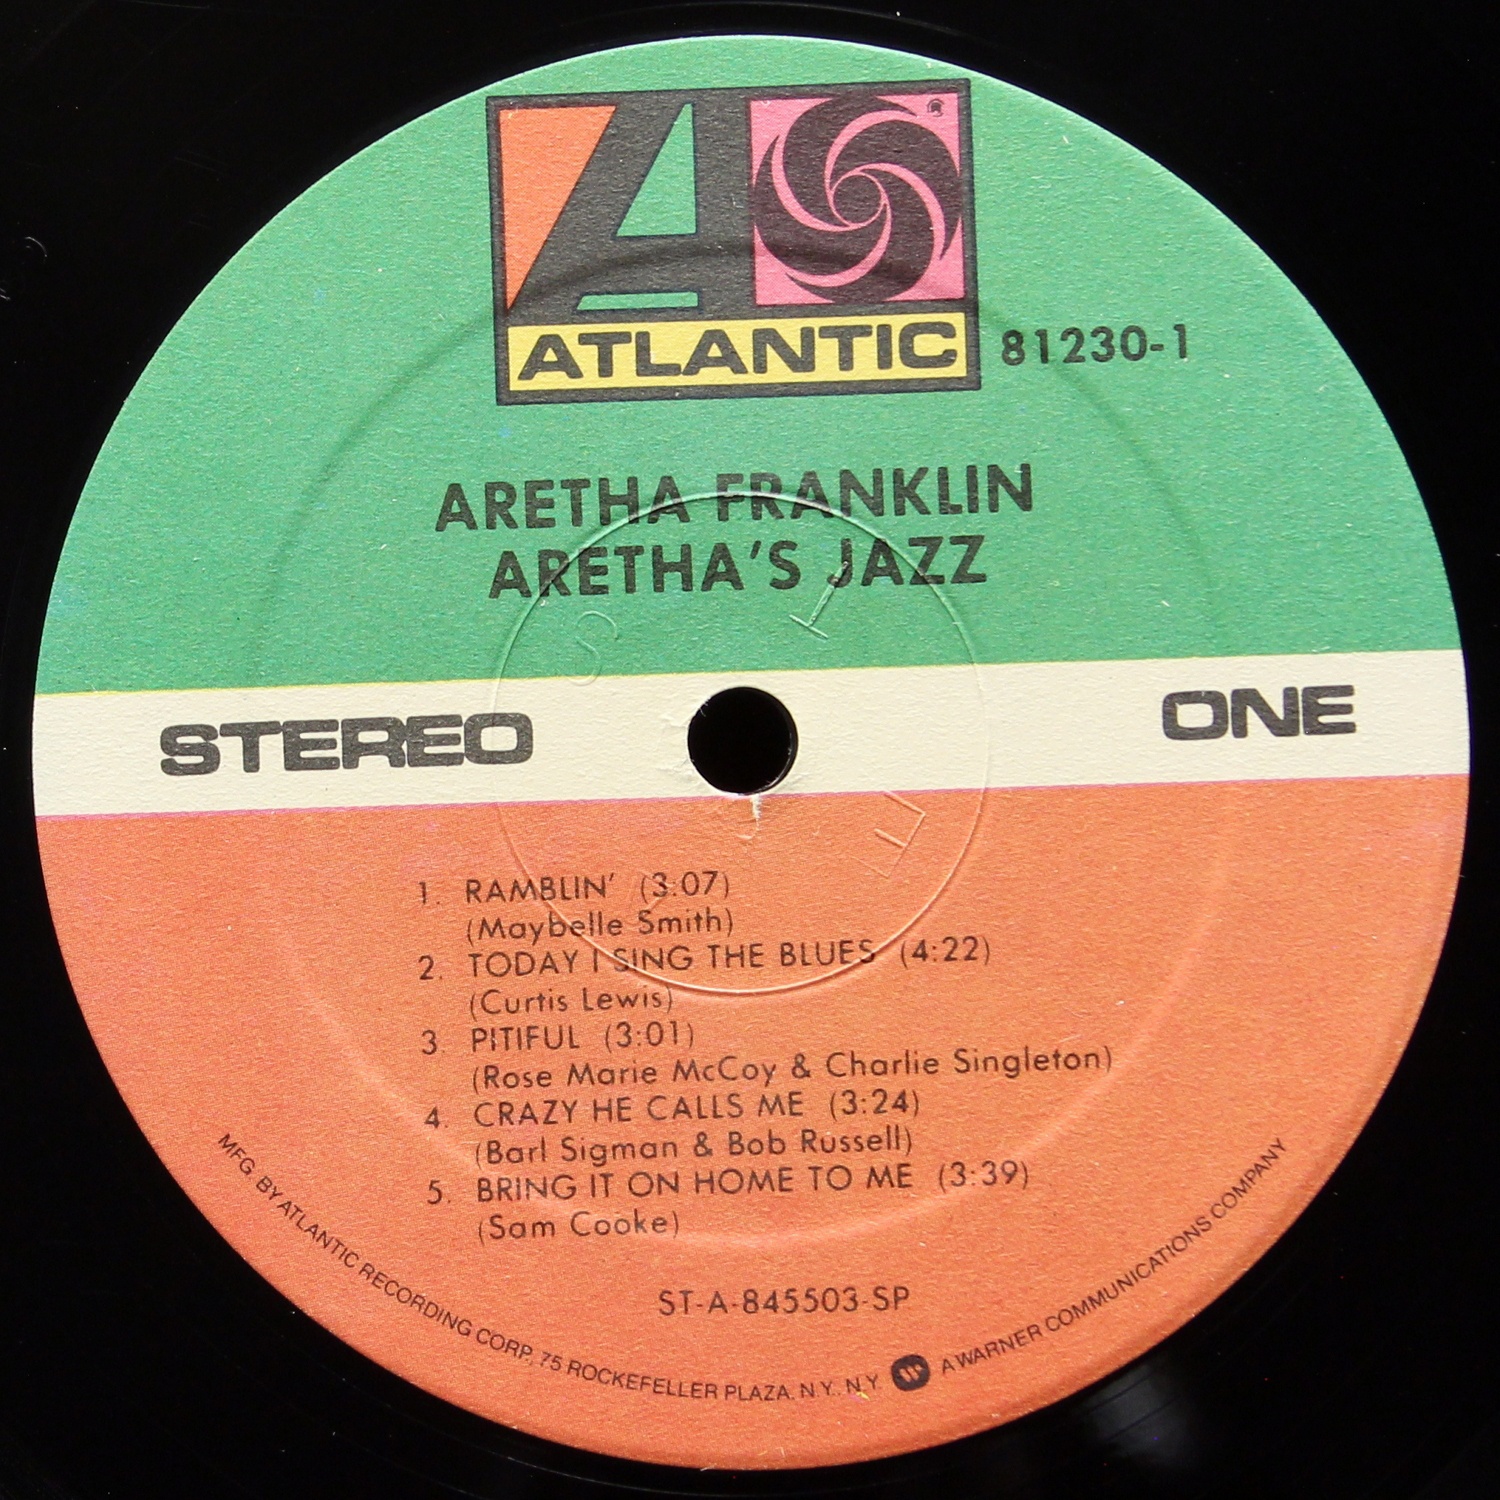 ATLANTIC
81230-1
ARETHA FRANKLIN
ARETHA'S JAZZ
STEREO
ONE
1. RAMBLIN' (3:07)
(Maybelle Smith)
2. TODAY I SING THE BLUES (4:22)
(Curtis Lewis)
3. PITIFUL (3:01)
(Rose Marie McCoy & Charlie Singleton)
4. CRAZY HE CALLS ME (3:24)
(Barl Sigman & Bob Russell)
5. BRING IT ON HOME TO ME (3:39)
(Sam Cooke)
ST-A-845503-SP
MFG. BY ATLANTIC RECORDING CORP., 75 ROCKEFELLER PLAZA, N.Y., N.Y. A WARNER COMMUNICATIONS COMPANY